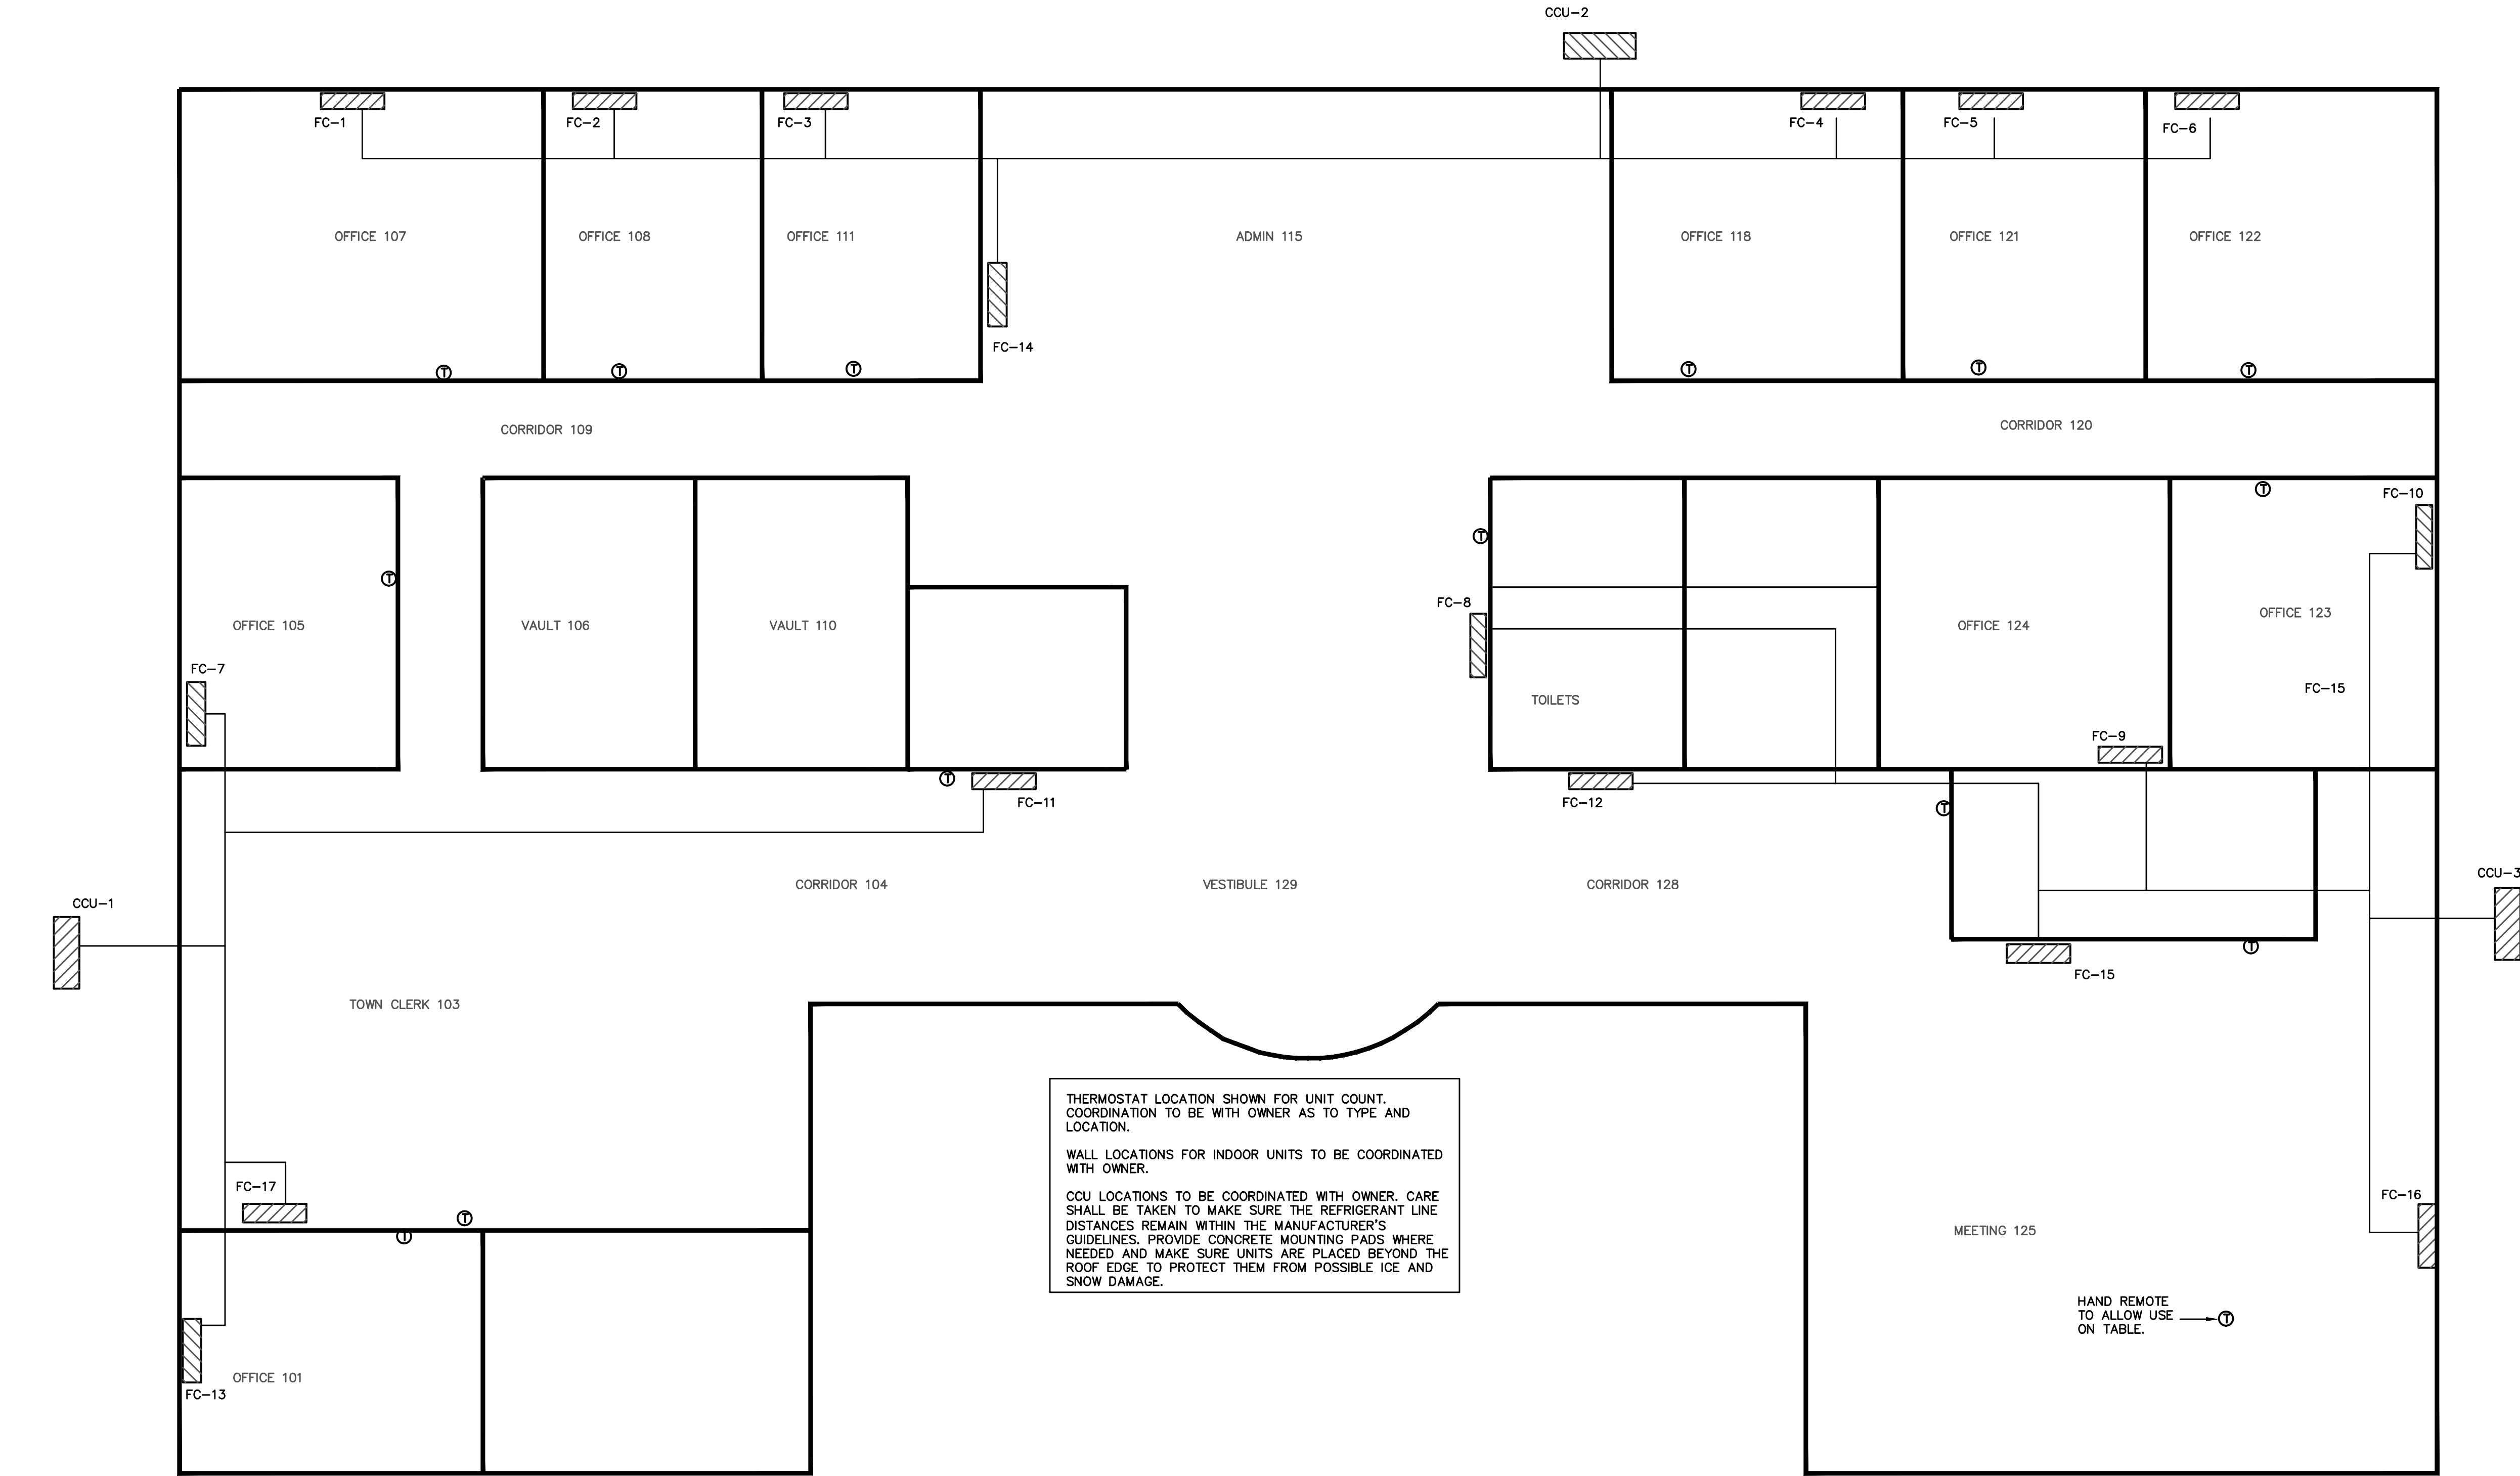 CCU-2
FC-1
FC-2
FC-3
FC-4
FC-5
FC-6
OFFICE 107
OFFICE 108
OFFICE 111
ADMIN 115
OFFICE 118
OFFICE 121
OFFICE 122
FC-14
T
T
T
T
T
T
CORRIDOR 109
CORRIDOR 120
T
FC-10
T
T
FC-8
OFFICE 105
VAULT 106
VAULT 110
OFFICE 124
OFFICE 123
FC-7
TOILETS
FC-15
FC-9
T
FC-11
FC-12
T
CORRIDOR 104
VESTIBULE 129
CORRIDOR 128
CCU-1
CCU-3
T
FC-15
TOWN CLERK 103
THERMOSTAT LOCATION SHOWN FOR UNIT COUNT.
COORDINATION TO BE WITH OWNER AS TO TYPE AND
LOCATION.
WALL LOCATIONS FOR INDOOR UNITS TO BE COORDINATED
WITH OWNER.
CCU LOCATIONS TO BE COORDINATED WITH OWNER. CARE
SHALL BE TAKEN TO MAKE SURE THE REFRIGERANT LINE
DISTANCES REMAIN WITHIN THE MANUFACTURER'S
GUIDELINES. PROVIDE CONCRETE MOUNTING PADS WHERE
NEEDED AND MAKE SURE UNITS ARE PLACED BEYOND THE
ROOF EDGE TO PROTECT THEM FROM POSSIBLE ICE AND
SNOW DAMAGE.
FC-17
T
T
FC-16
MEETING 125
HAND REMOTE
TO ALLOW USE
ON TABLE.
T
OFFICE 101
FC-13